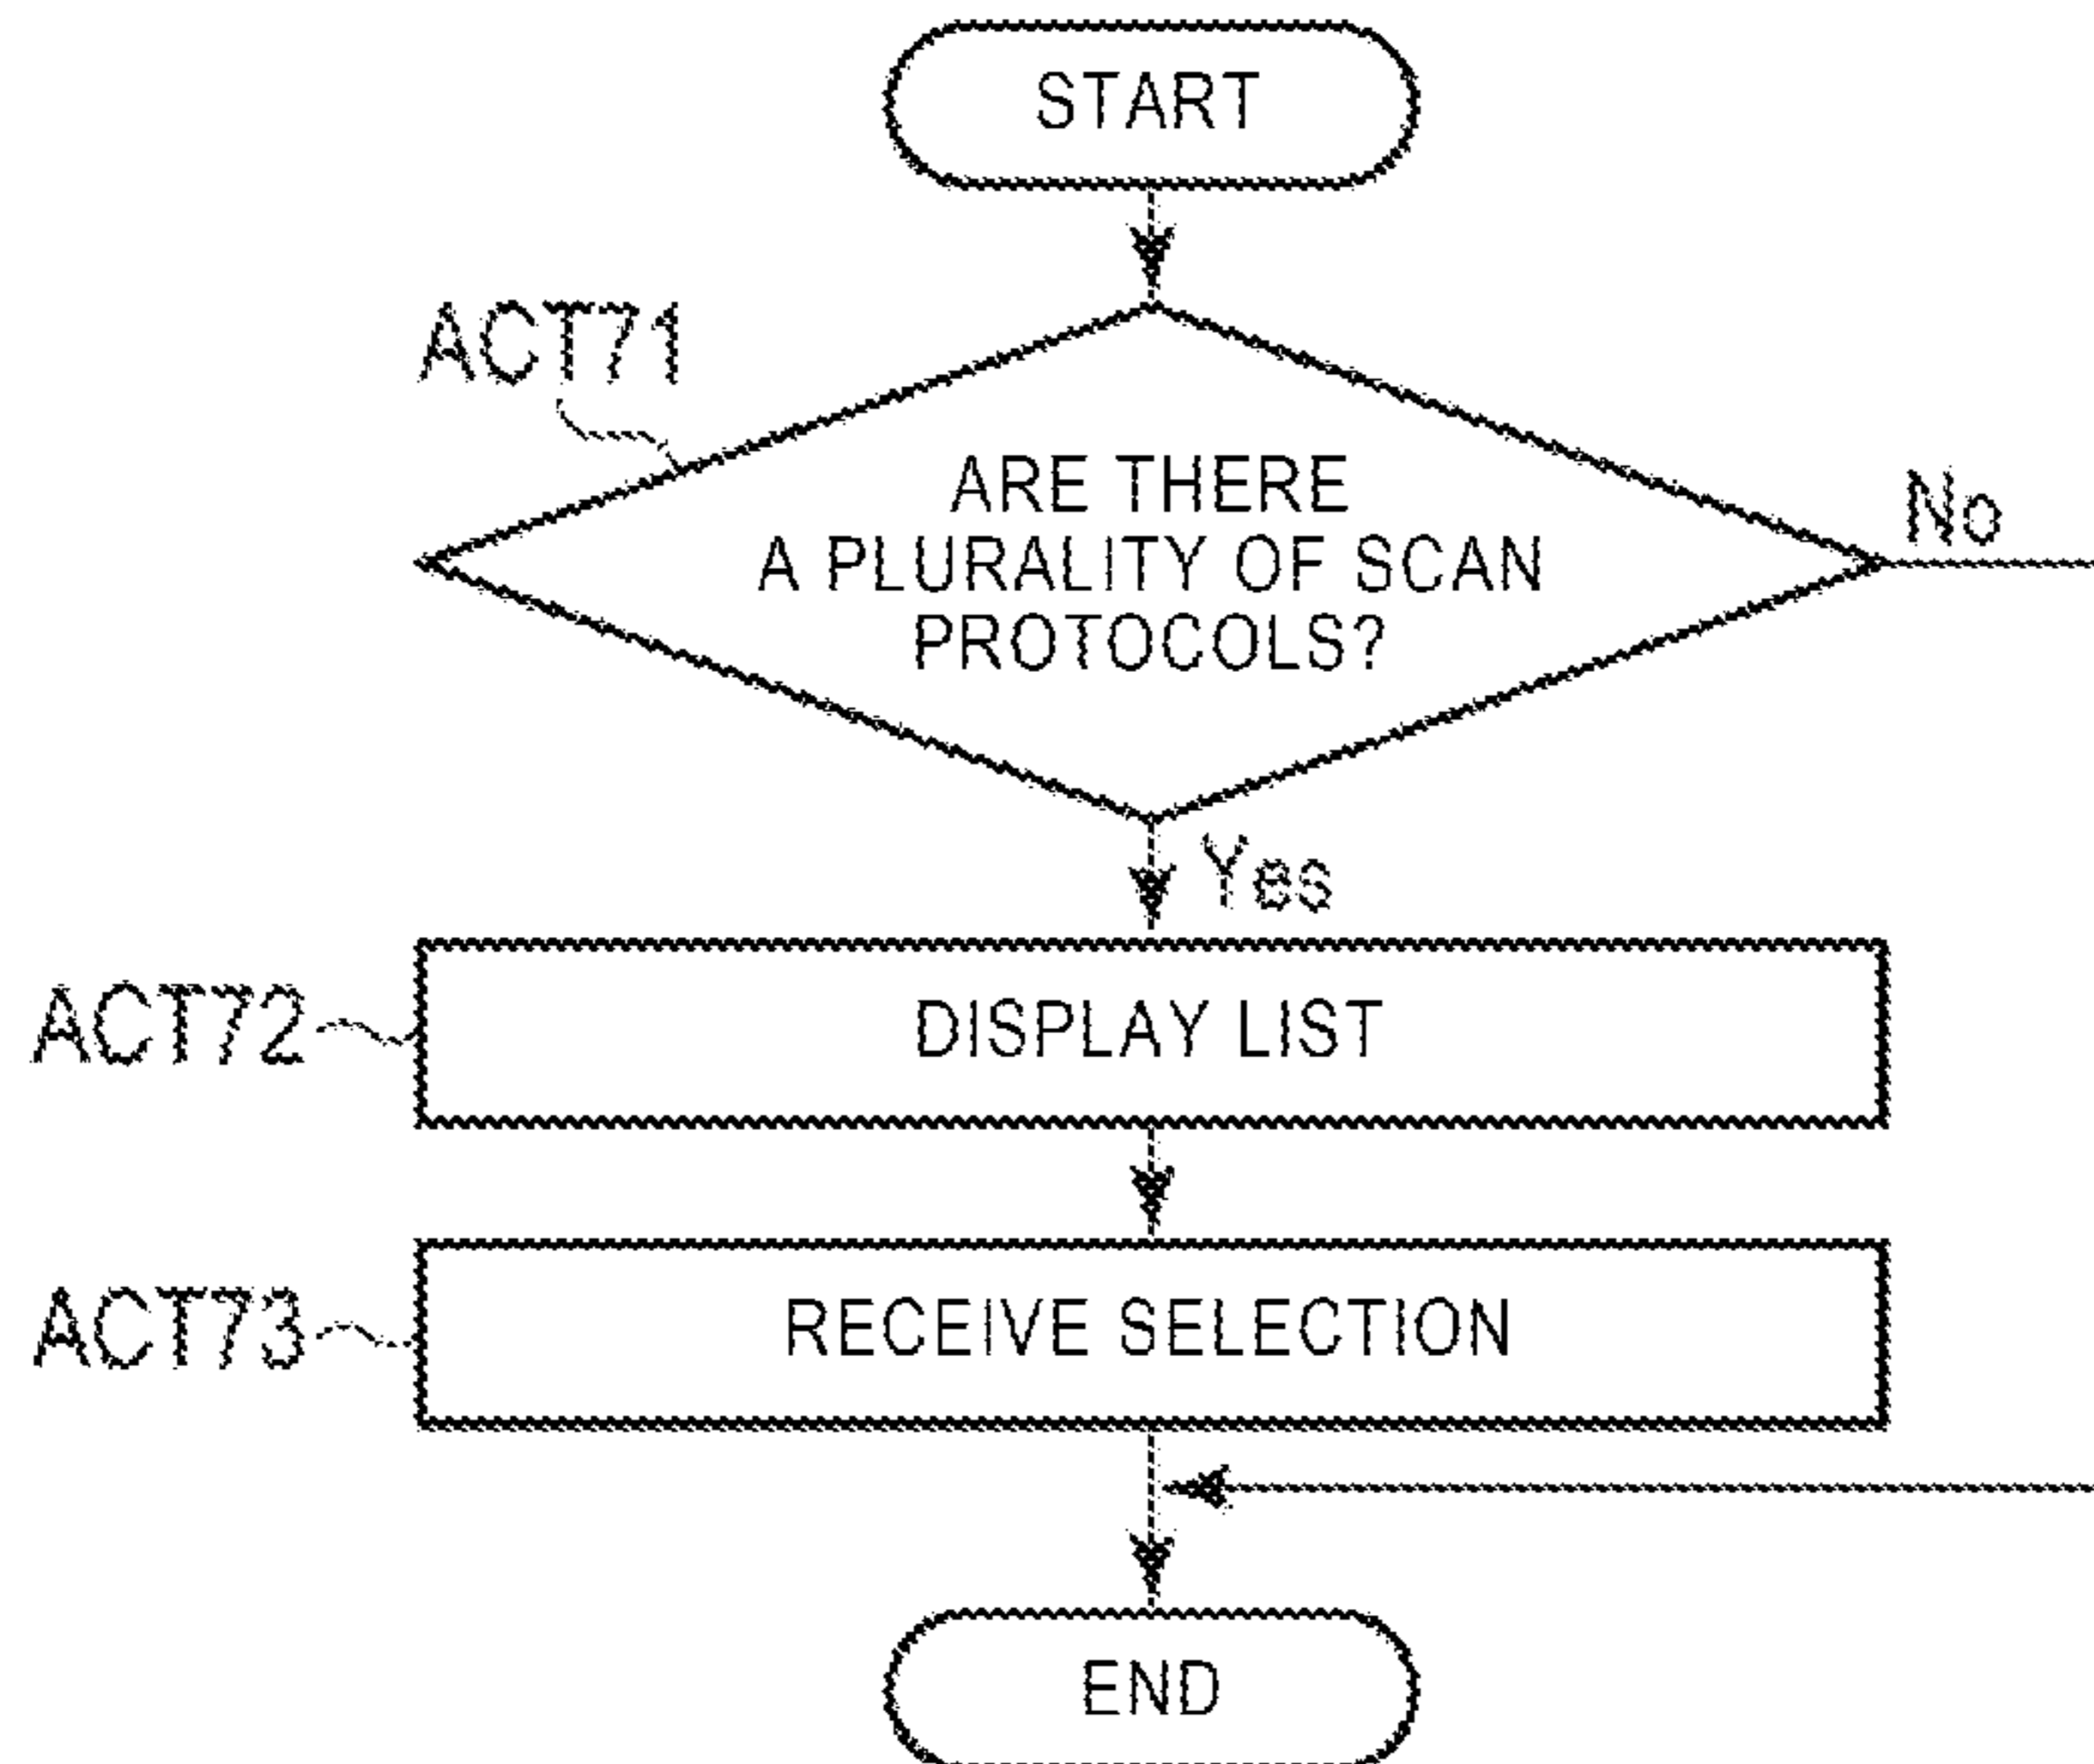 START
ACT71
ARE THERE
A PLURALITY OF SCAN
PROTOCOLS?
No
Yes
ACT72
DISPLAY LIST
ACT73
RECEIVE SELECTION
END